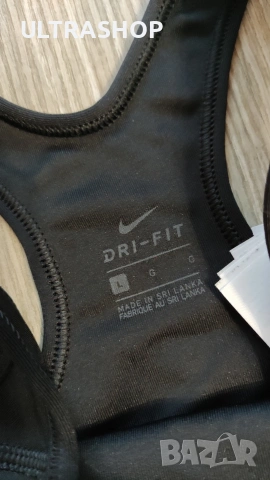 ULTRASHOP
DRI-FIT
L G G
MADE IN SRI LANKA
FABRIQUE AU SRI LANKA
BAZAR